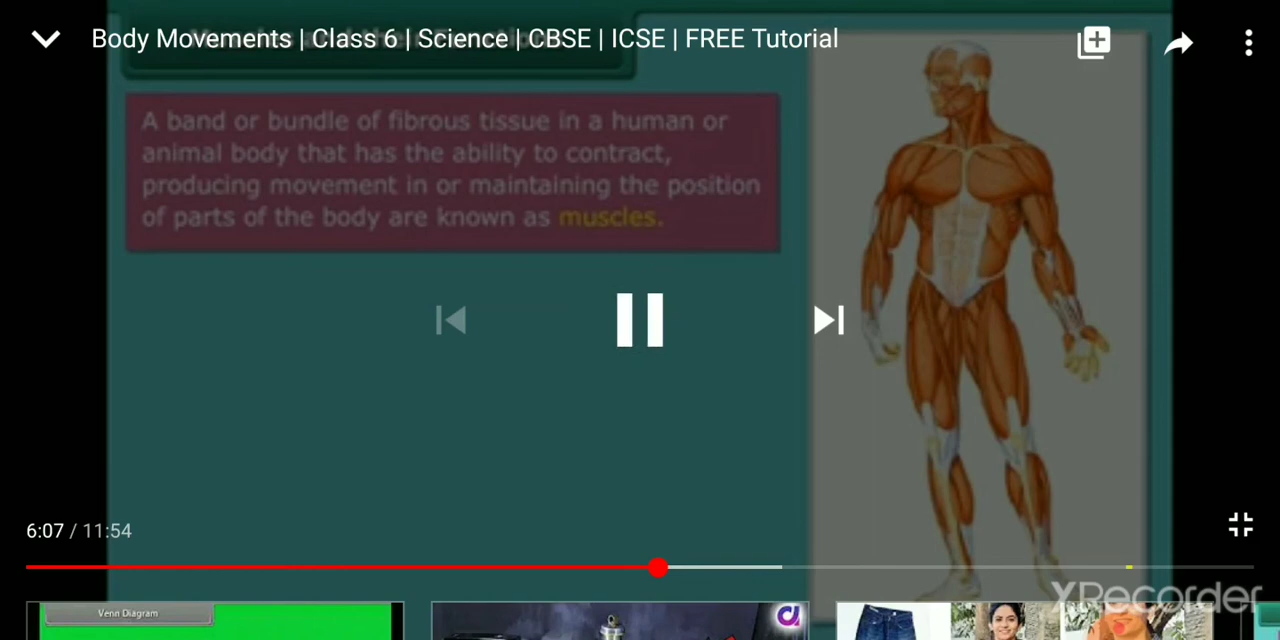 Body Movements | Class 6 | Science | CBSE | ICSE | FREE Tutorial
A band or bundle of fibrous tissue in a human or
animal body that has the ability to contract,
producing movement in or maintaining the position
of parts of the body are known as muscles.
6:07 / 11:54
XRecorder
Venn Diagram